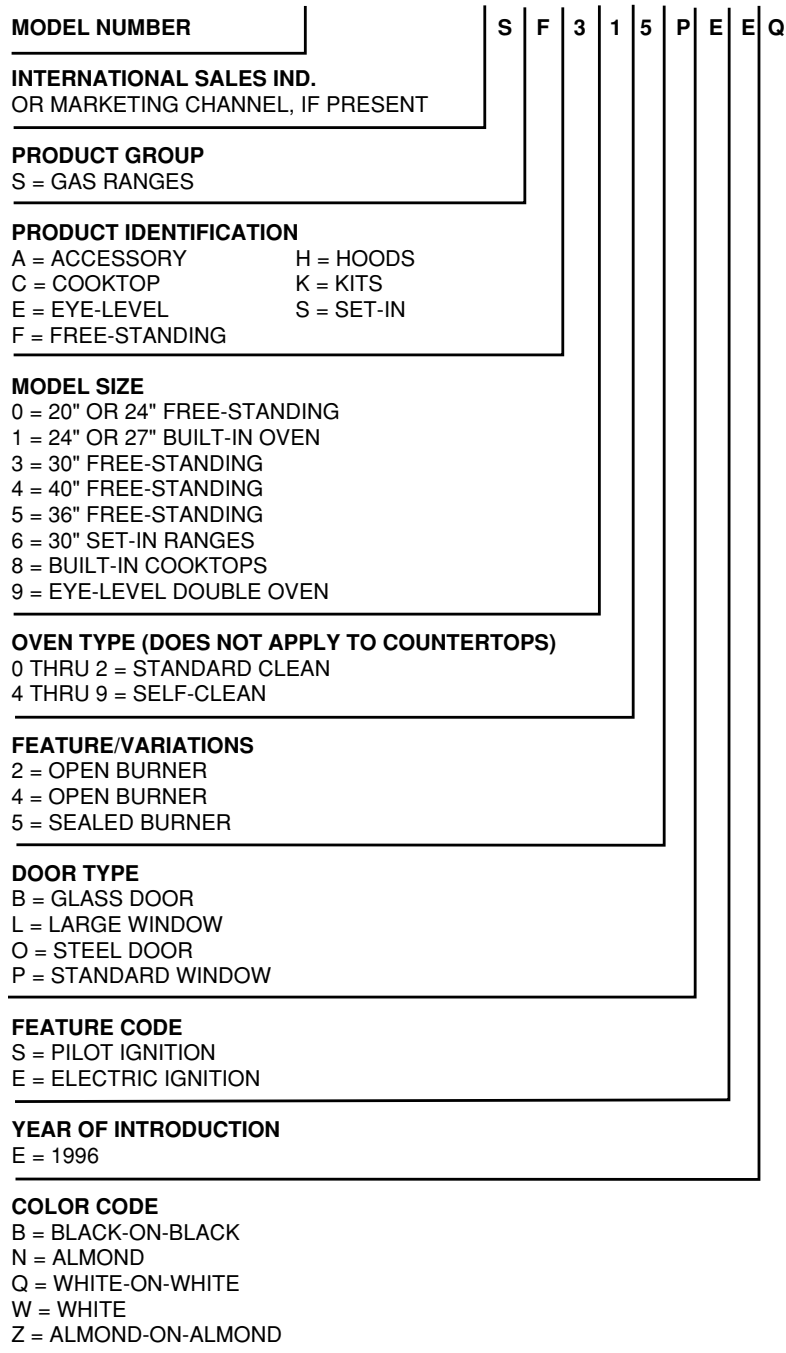 MODEL NUMBER S F 3 1 5 P E E Q
INTERNATIONAL SALES IND.
OR MARKETING CHANNEL, IF PRESENT
PRODUCT GROUP
S = GAS RANGES
PRODUCT IDENTIFICATION
A = ACCESSORY H = HOODS
C = COOKTOP K = KITS
E = EYE-LEVEL S = SET-IN
F = FREE-STANDING
MODEL SIZE
0 = 20" OR 24" FREE-STANDING
1 = 24" OR 27" BUILT-IN OVEN
3 = 30" FREE-STANDING
4 = 40" FREE-STANDING
5 = 36" FREE-STANDING
6 = 30" SET-IN RANGES
8 = BUILT-IN COOKTOPS
9 = EYE-LEVEL DOUBLE OVEN
OVEN TYPE (DOES NOT APPLY TO COUNTERTOPS)
0 THRU 2 = STANDARD CLEAN
4 THRU 9 = SELF-CLEAN
FEATURE/VARIATIONS
2 = OPEN BURNER
4 = OPEN BURNER
5 = SEALED BURNER
DOOR TYPE
B = GLASS DOOR
L = LARGE WINDOW
O = STEEL DOOR
P = STANDARD WINDOW
FEATURE CODE
S = PILOT IGNITION
E = ELECTRIC IGNITION
YEAR OF INTRODUCTION
E = 1996
COLOR CODE
B = BLACK-ON-BLACK
N = ALMOND
Q = WHITE-ON-WHITE
W = WHITE
Z = ALMOND-ON-ALMOND